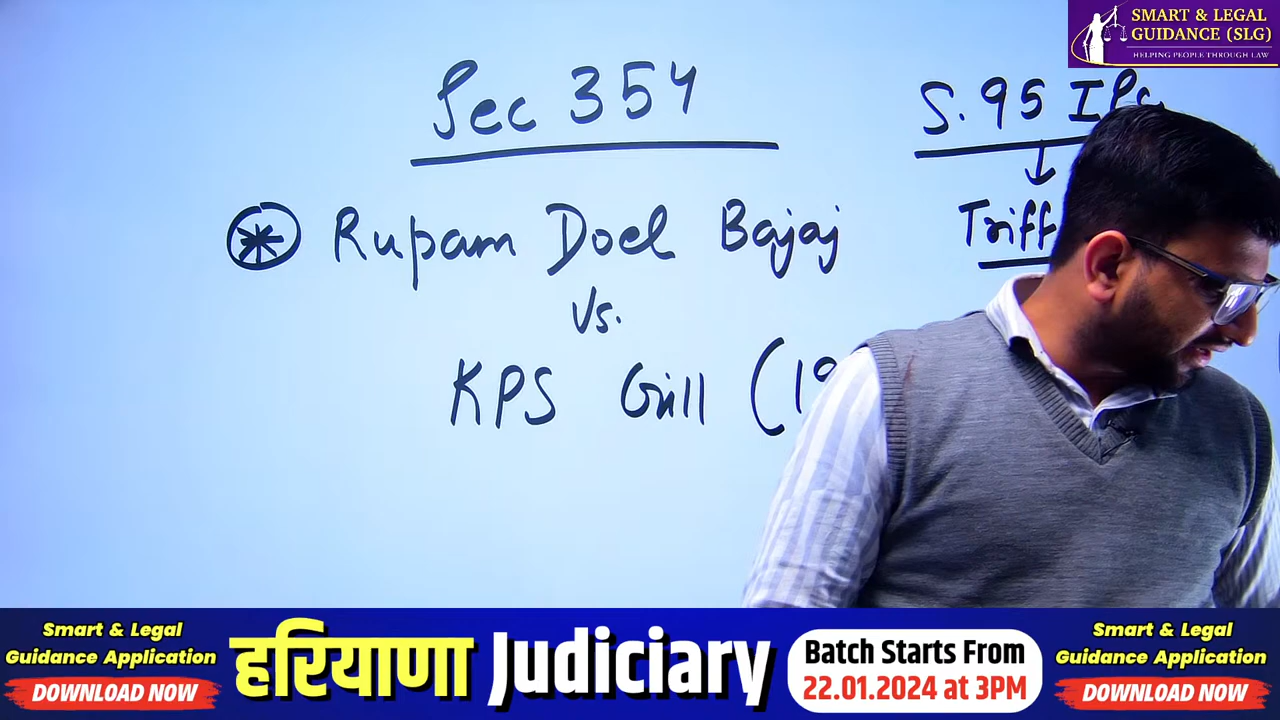 SMART & LEGAL
GUIDANCE (SLG)
HELPING PEOPLE THROUGH LAW
Sec 354
Rupam Doel Bajaj
Vs.
KPS Grill (19
S. 95 IPC
↓
Triff
Smart & Legal
Guidance Application
DOWNLOAD NOW
हरियाणा Judiciary
Batch Starts From
22.01.2024 at 3PM
Smart & Legal
Guidance Application
DOWNLOAD NOW